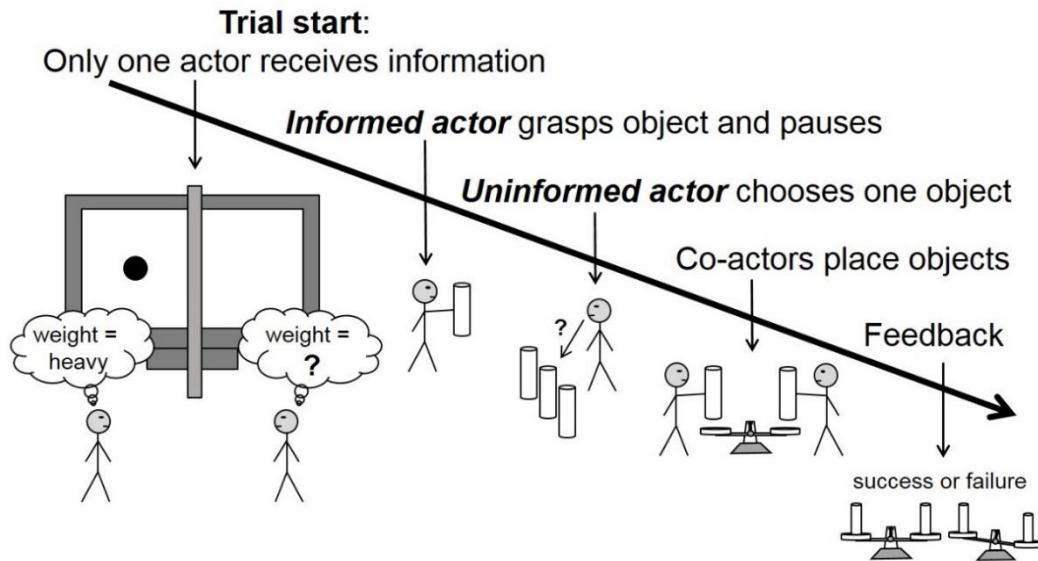 Trial start:
Only one actor receives information
Informed actor grasps object and pauses
Uninformed actor chooses one object
Co-actors place objects
Feedback
weight =
heavy
weight =
?
?
success or failure